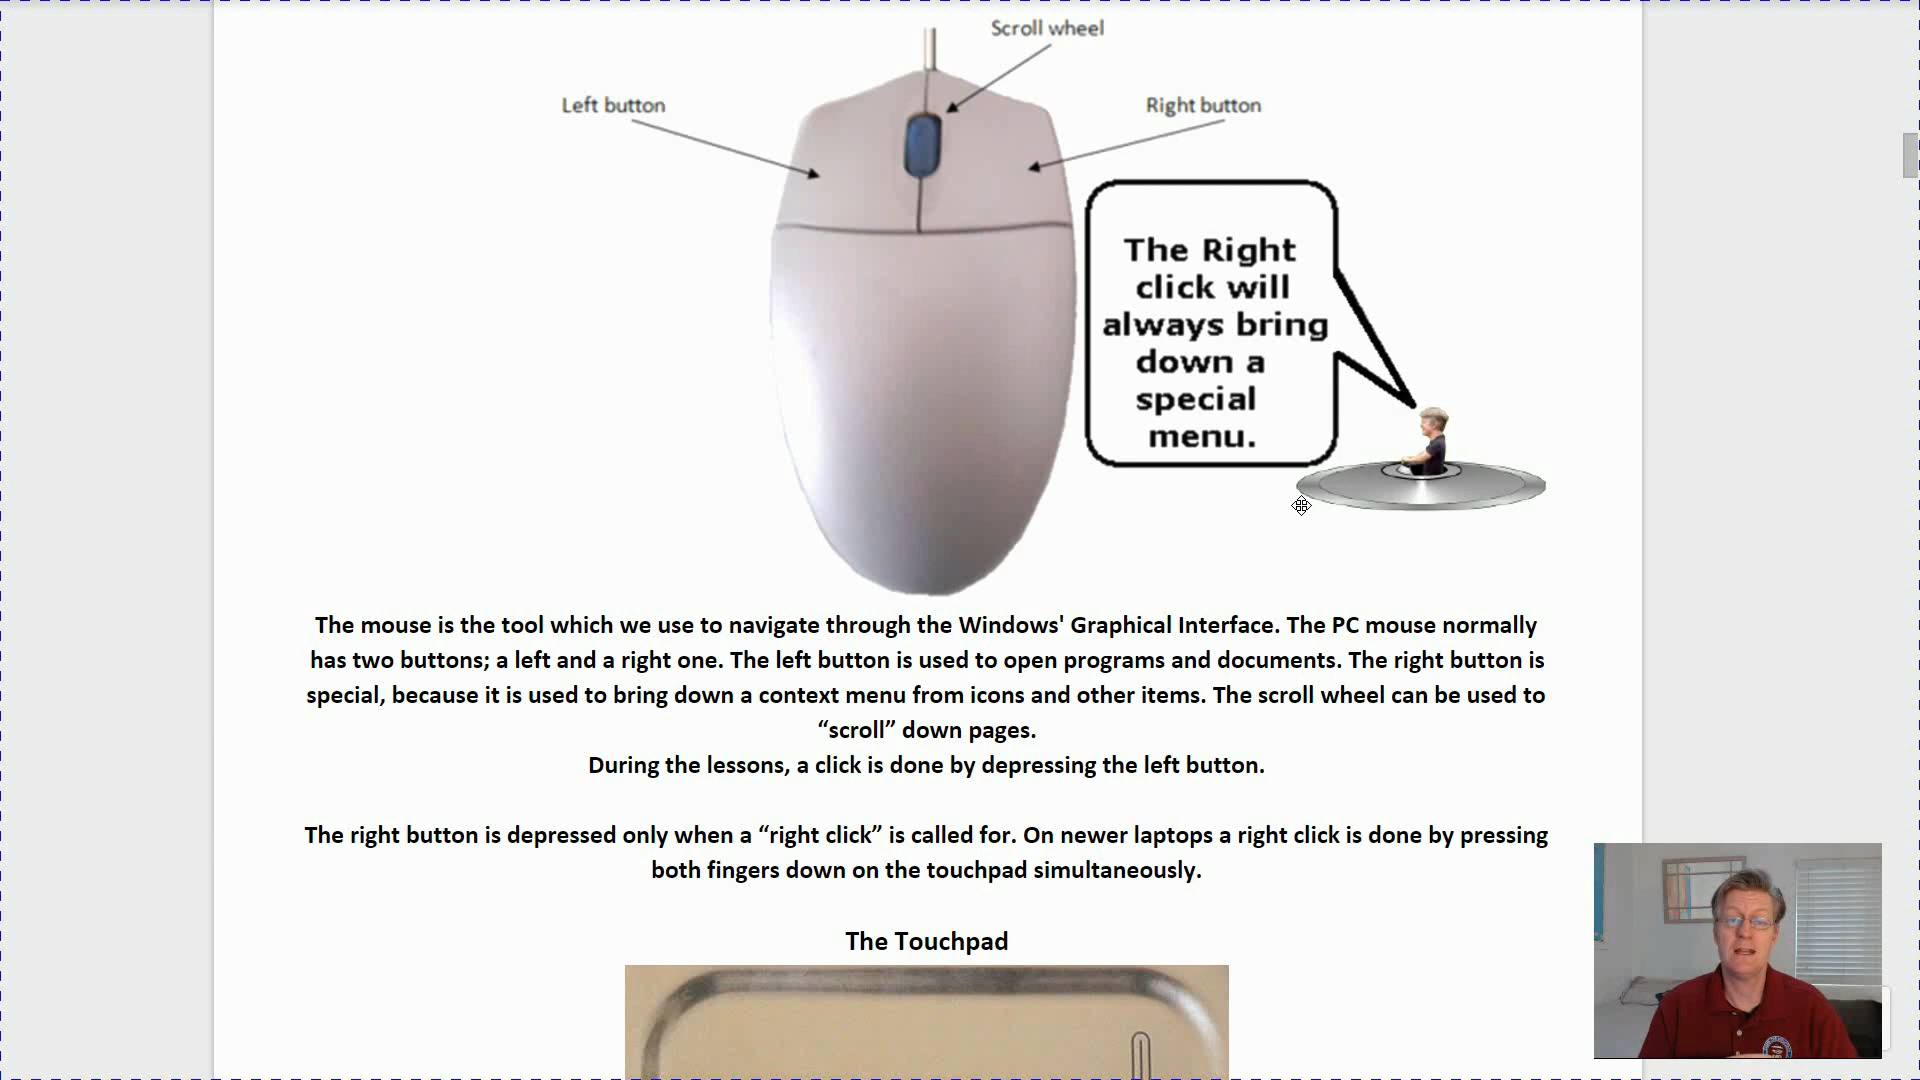 Scroll wheel
Left button
Right button
The Right
click will
always bring
down a
special
menu.
The mouse is the tool which we use to navigate through the Windows' Graphical Interface. The PC mouse normally
has two buttons; a left and a right one. The left button is used to open programs and documents. The right button is
special, because it is used to bring down a context menu from icons and other items. The scroll wheel can be used to
“scroll” down pages.
During the lessons, a click is done by depressing the left button.
The right button is depressed only when a “right click” is called for. On newer laptops a right click is done by pressing
both fingers down on the touchpad simultaneously.
The Touchpad